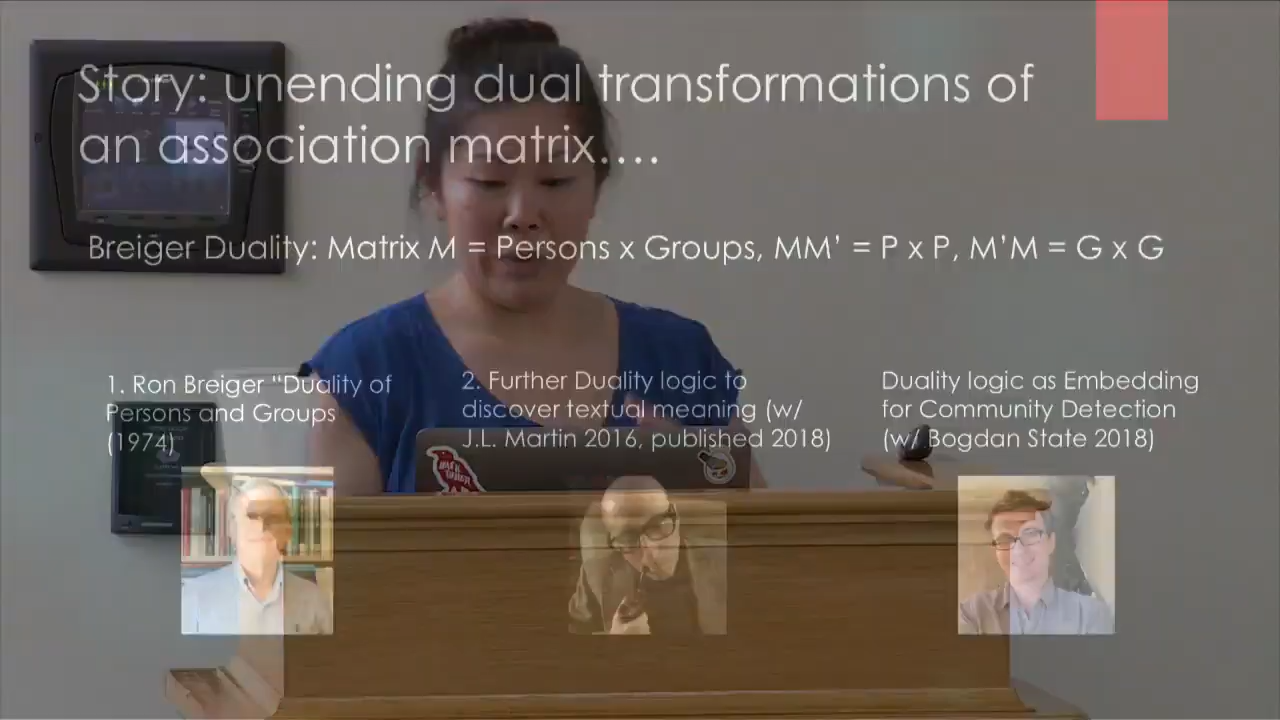 Story: unending dual transformations of
an association matrix....
Breiger Duality: Matrix M = Persons x Groups, MM' = P x P, M'M = G x G
1. Ron Breiger “Duality of
Persons and Groups
(1974)
2. Further Duality logic to
discover textual meaning (w/
J.L. Martin 2016, published 2018)
Duality logic as Embedding
for Community Detection
(w/ Bogdan State 2018)